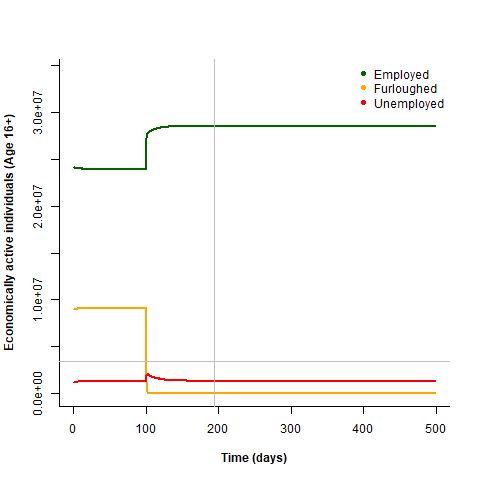 Employed
Furloughed
Unemployed
Economically active individuals (Age 16+)
3.0e+07
2.0e+07
1.0e+07
0.0e+00
0 100 200 300 400 500
Time (days)